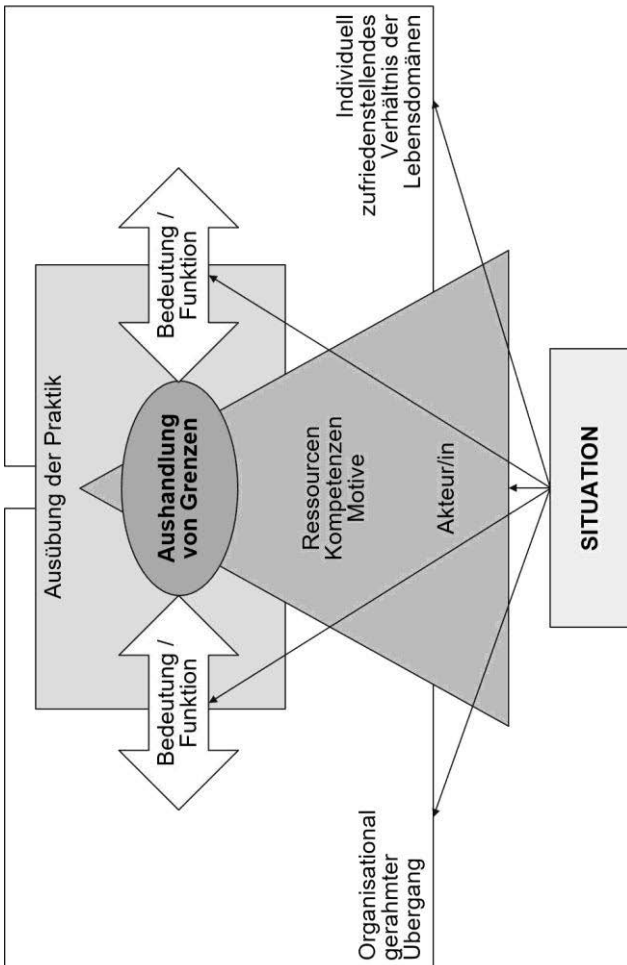 Ausübung der Praktik
Bedeutung /
Funktion
Aushandlung
von Grenzen
Bedeutung /
Funktion
Ressourcen
Kompetenzen
Motive
Akteur/in
Organisational
gerahmter
Übergang
Individuell
zufriedenstellendes
Verhältnis der
Lebensdomänen
SITUATION